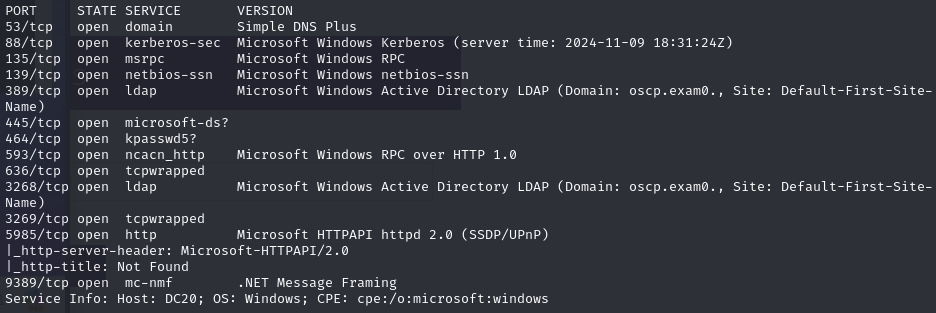 PORT     STATE SERVICE       VERSION
53/tcp   open  domain        Simple DNS Plus
88/tcp   open  kerberos-sec  Microsoft Windows Kerberos (server time: 2024-11-09 18:31:24Z)
135/tcp  open  msrpc         Microsoft Windows RPC
139/tcp  open  netbios-ssn   Microsoft Windows netbios-ssn
389/tcp  open  ldap          Microsoft Windows Active Directory LDAP (Domain: oscp.exam0., Site: Default-First-Site-
Name)
445/tcp  open  microsoft-ds?
464/tcp  open  kpasswd5?
593/tcp  open  ncacn_http    Microsoft Windows RPC over HTTP 1.0
636/tcp  open  tcpwrapped
3268/tcp open  ldap          Microsoft Windows Active Directory LDAP (Domain: oscp.exam0., Site: Default-First-Site-
Name)
3269/tcp open  tcpwrapped
5985/tcp open  http          Microsoft HTTPAPI httpd 2.0 (SSDP/UPnP)
|_http-server-header: Microsoft-HTTPAPI/2.0
|_http-title: Not Found
9389/tcp open  mc-nmf        .NET Message Framing
Service Info: Host: DC20; OS: Windows; CPE: cpe:/o:microsoft:windows